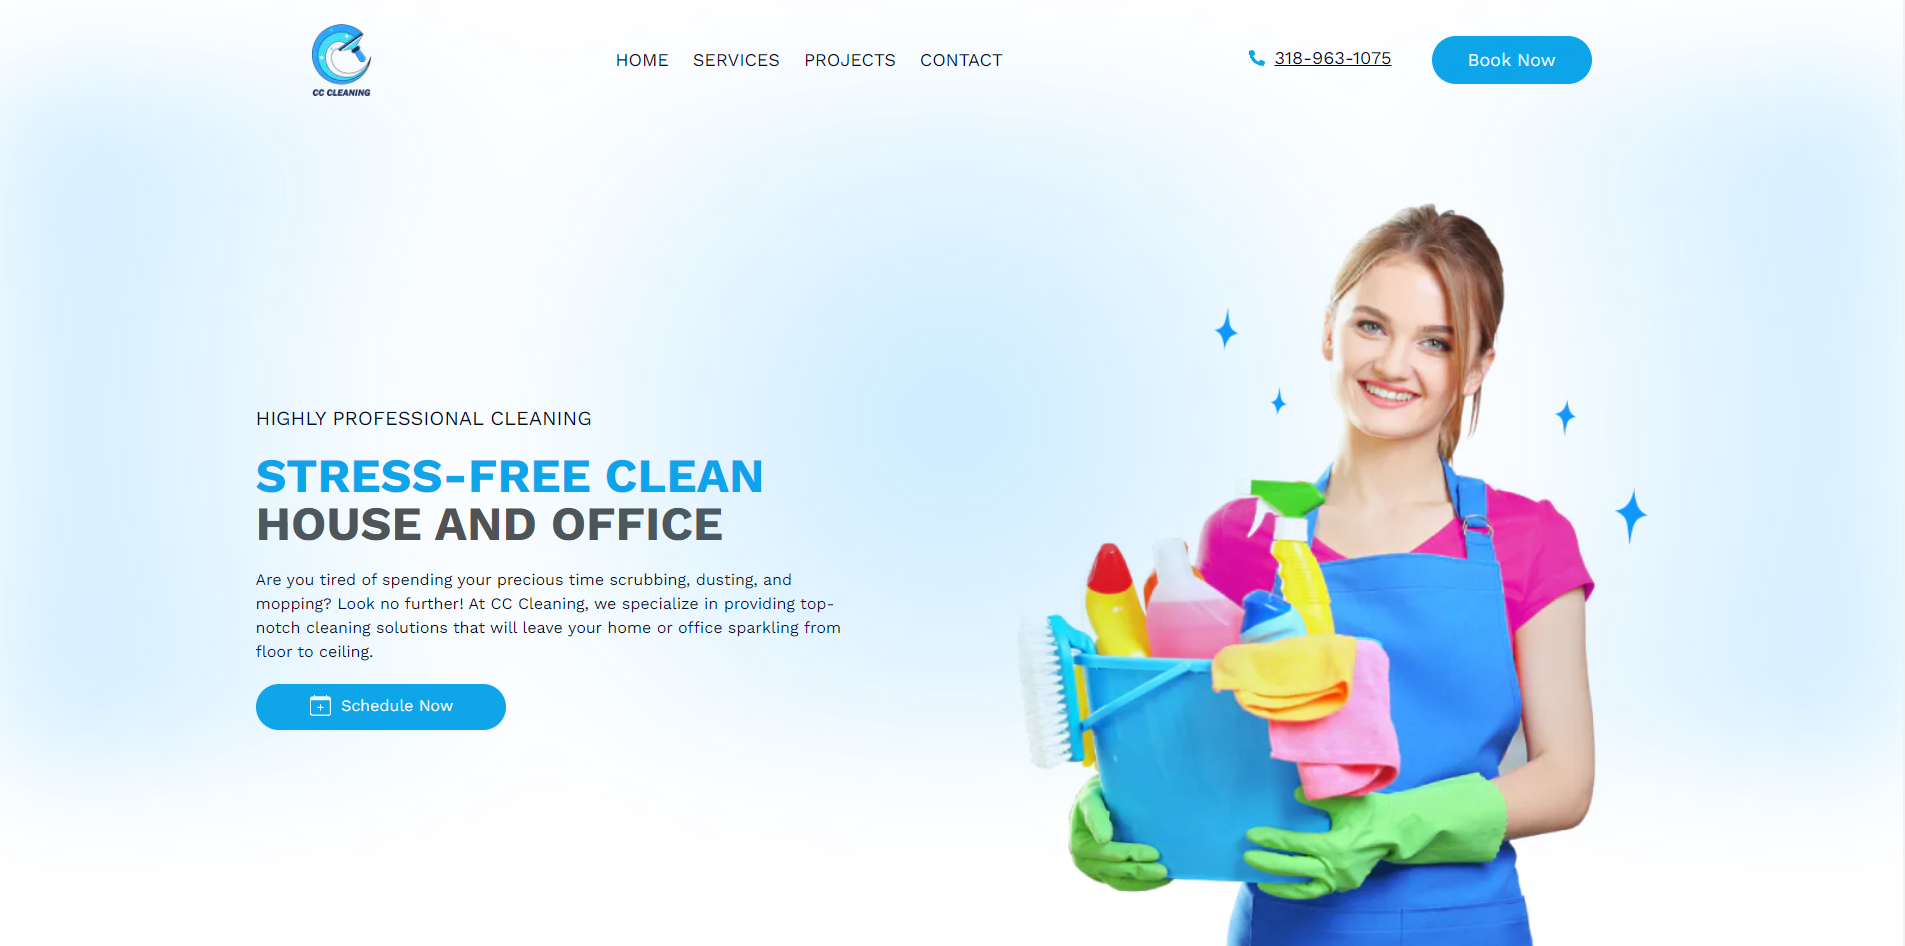 CC CLEANING
HOME SERVICES PROJECTS CONTACT
318-963-1075
Book Now
HIGHLY PROFESSIONAL CLEANING
STRESS-FREE CLEAN
HOUSE AND OFFICE
Are you tired of spending your precious time scrubbing, dusting, and
mopping? Look no further! At CC Cleaning, we specialize in providing top-
notch cleaning solutions that will leave your home or office sparkling from
floor to ceiling.
Schedule Now